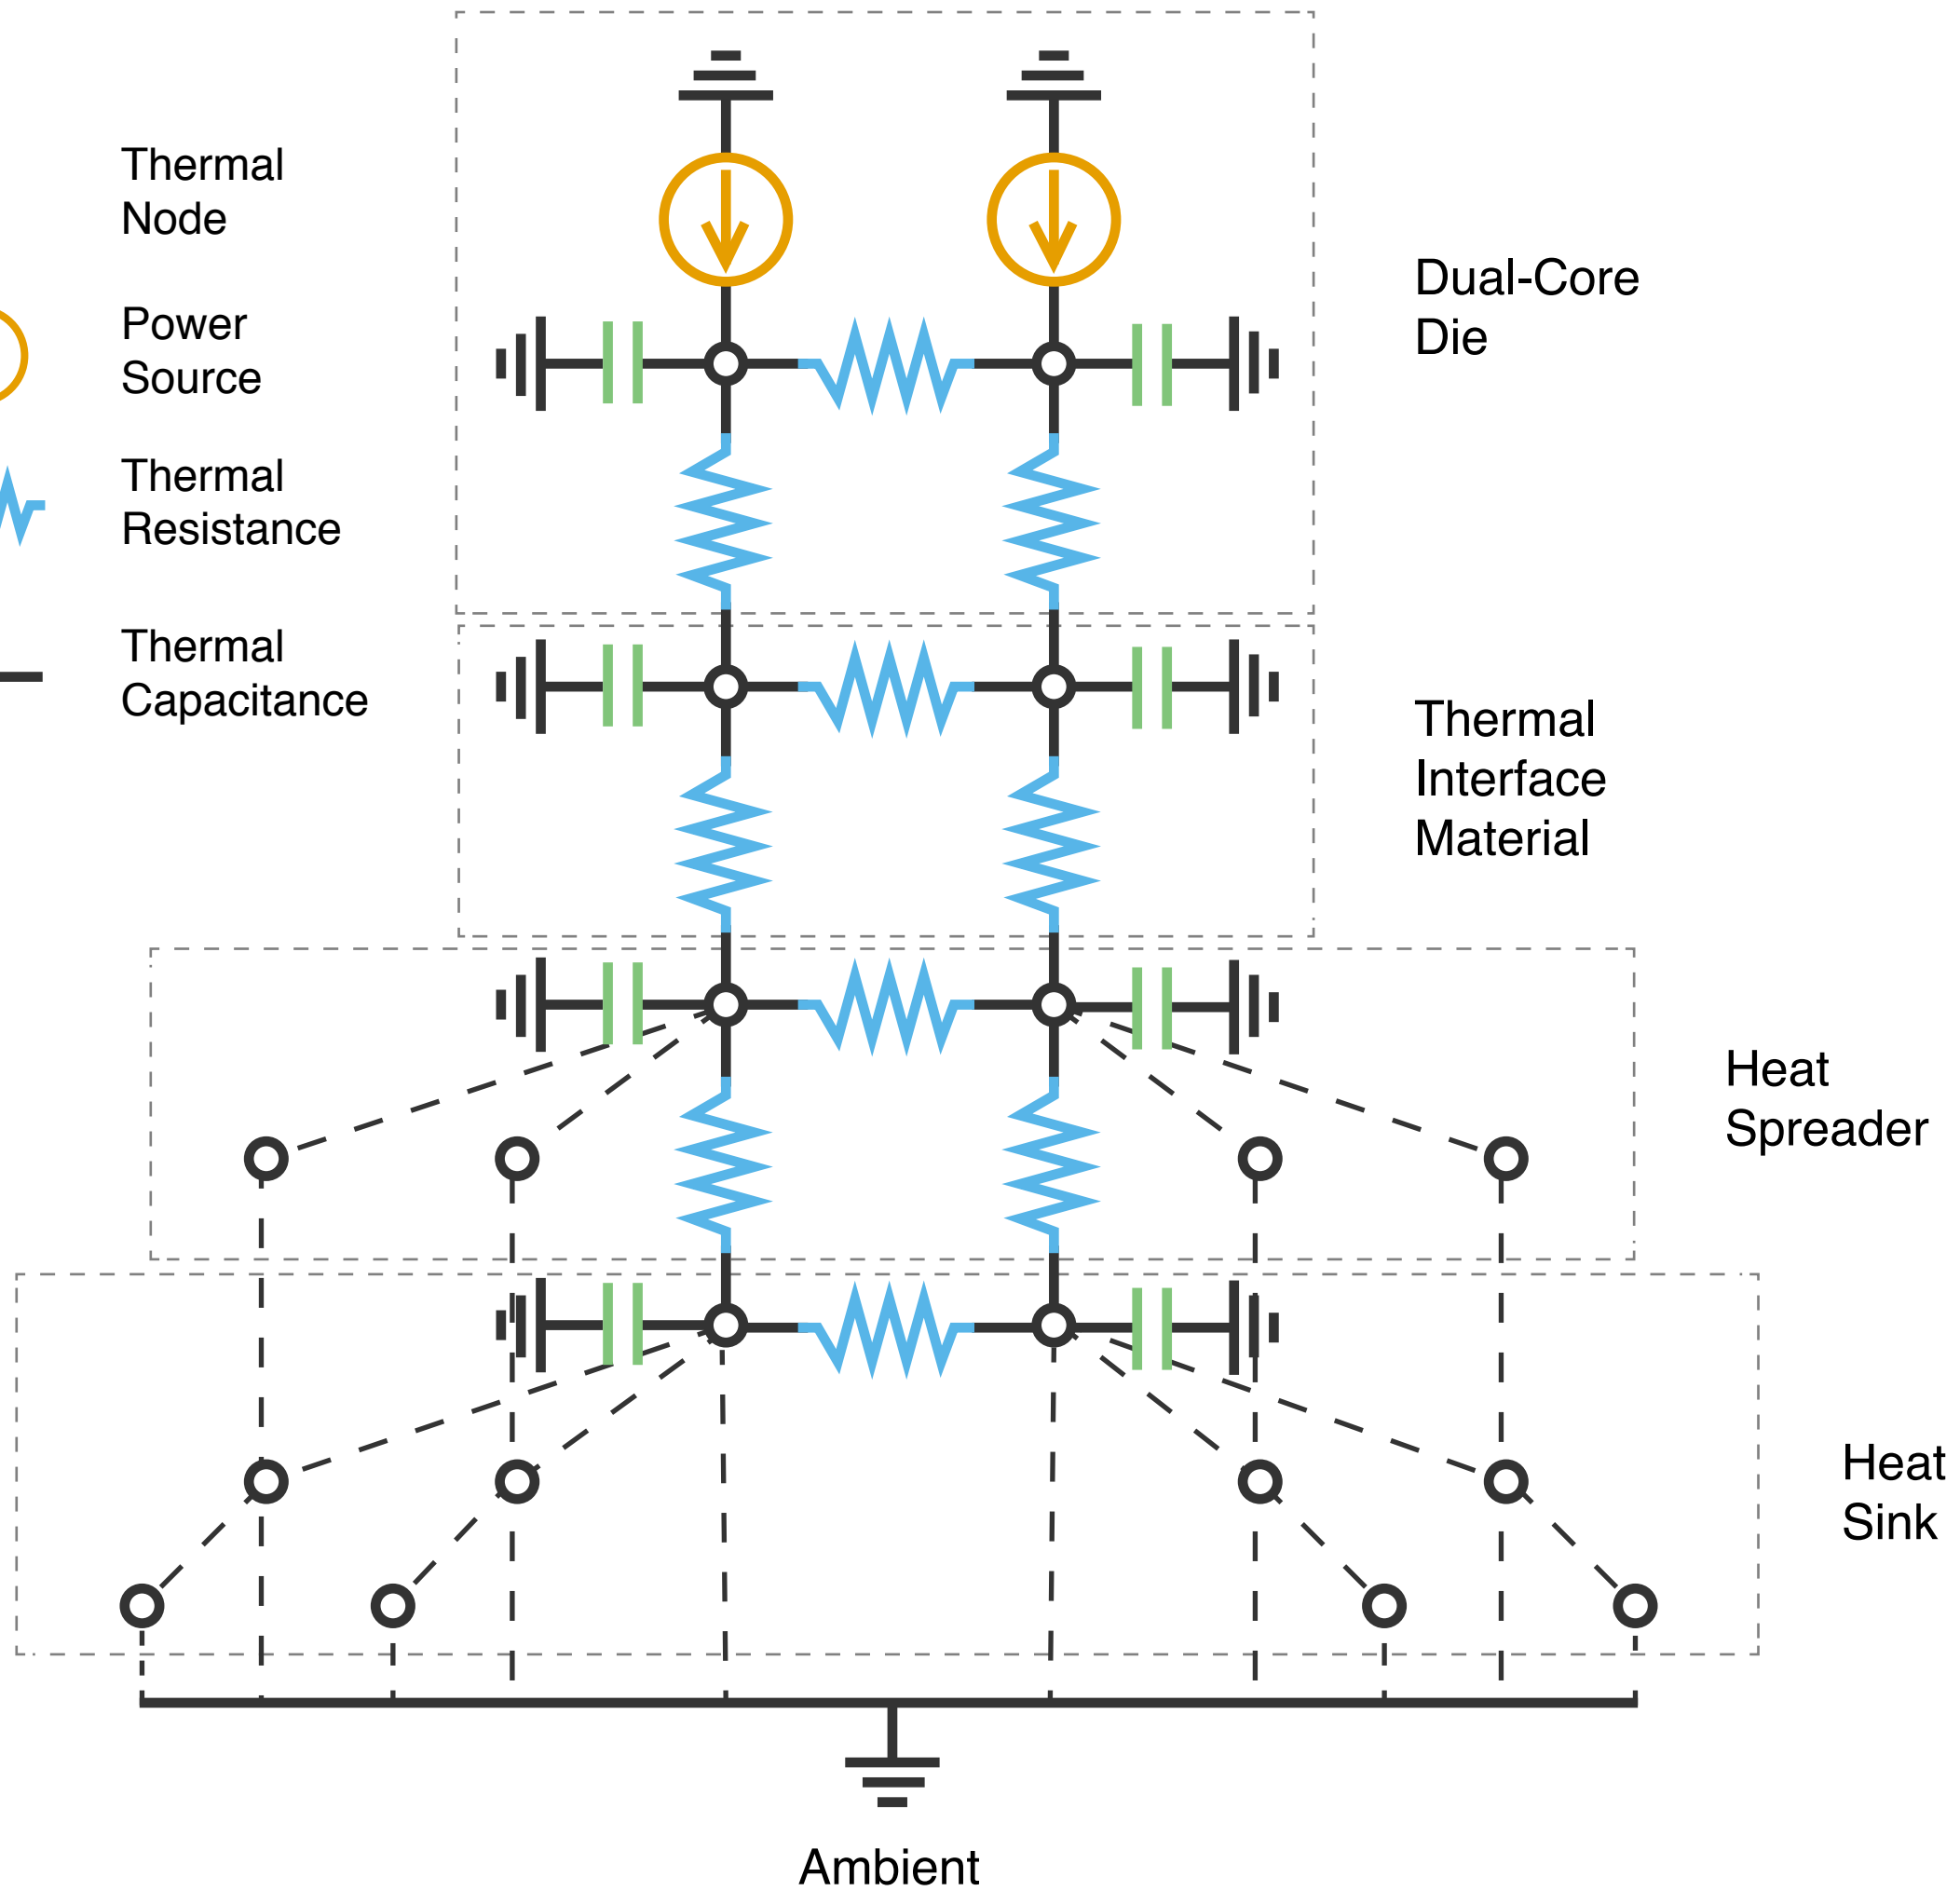 Thermal
Node
Power
Source
Thermal
Resistance
Thermal
Capacitance
Dual-Core
Die
Thermal
Interface
Material
Heat
Spreader
Heat
Sink
Ambient